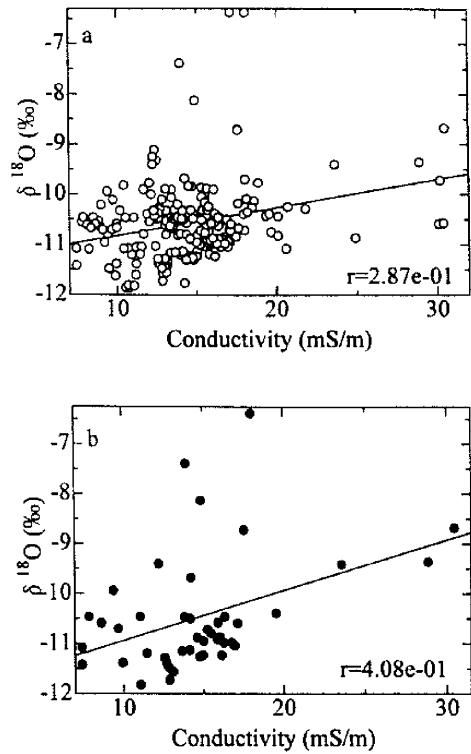 a
-7
-8
-9
-10
-11
-12
δ ¹⁸O (‰)
r=2.87e-01
10 20 30
Conductivity (mS/m)
b
-7
-8
-9
-10
-11
-12
δ ¹⁸O (‰)
r=4.08e-01
10 20 30
Conductivity (mS/m)